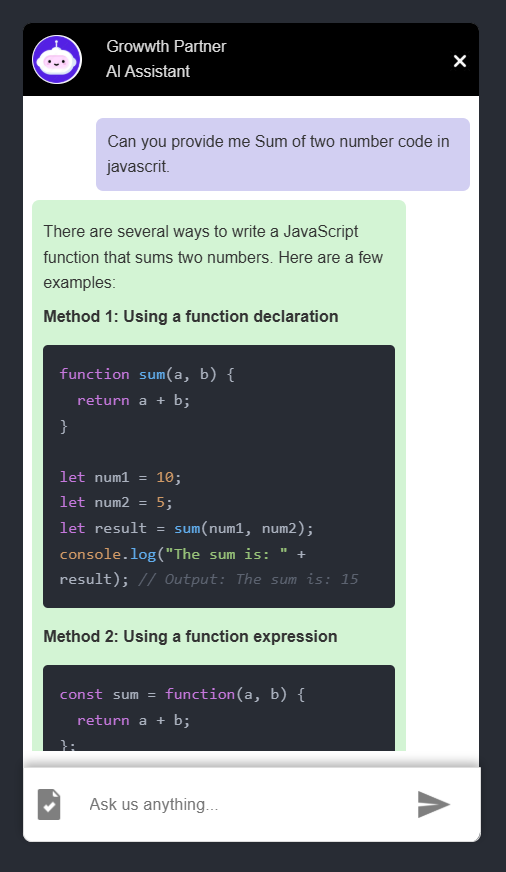 Growwth Partner
AI Assistant
Can you provide me Sum of two number code in
javascrit.
There are several ways to write a JavaScript
function that sums two numbers. Here are a few
examples:
Method 1: Using a function declaration
function sum(a, b) {
  return a + b;
}
let num1 = 10;
let num2 = 5;
let result = sum(num1, num2);
console.log("The sum is: " +
result); // Output: The sum is: 15
Method 2: Using a function expression
const sum = function(a, b) {
  return a + b;
};
Ask us anything...